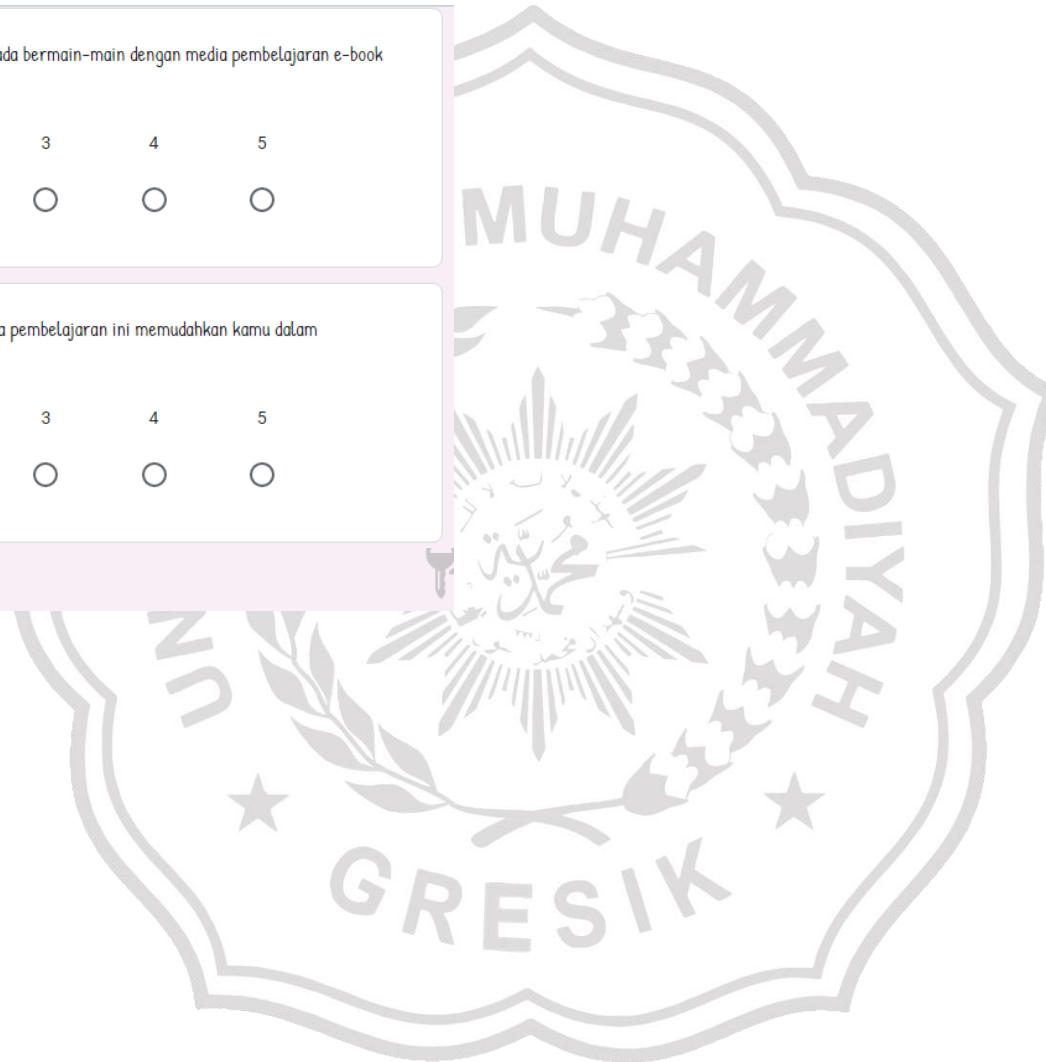 ada bermain-main dengan media pembelajaran e-book
3 4 5
a pembelajaran ini memudahkan kamu dalam
3 4 5
MUHAMMADIYAH
GRESIK